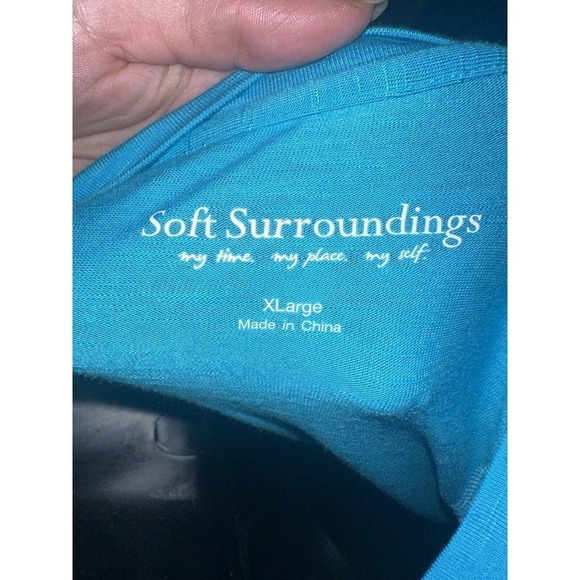 Soft Surroundings
my time. my place. my self.
XLarge
Made in China